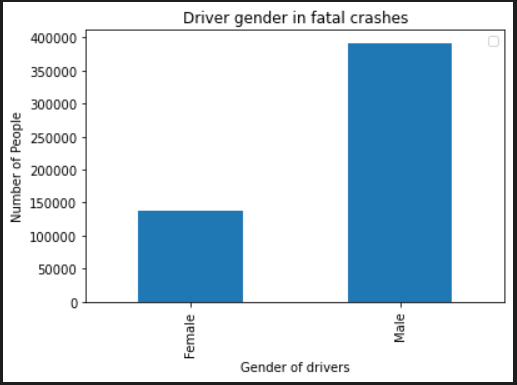 Driver gender in fatal crashes
400000
350000
300000
250000
200000
150000
100000
50000
0
Number of People
Female
Male
Gender of drivers